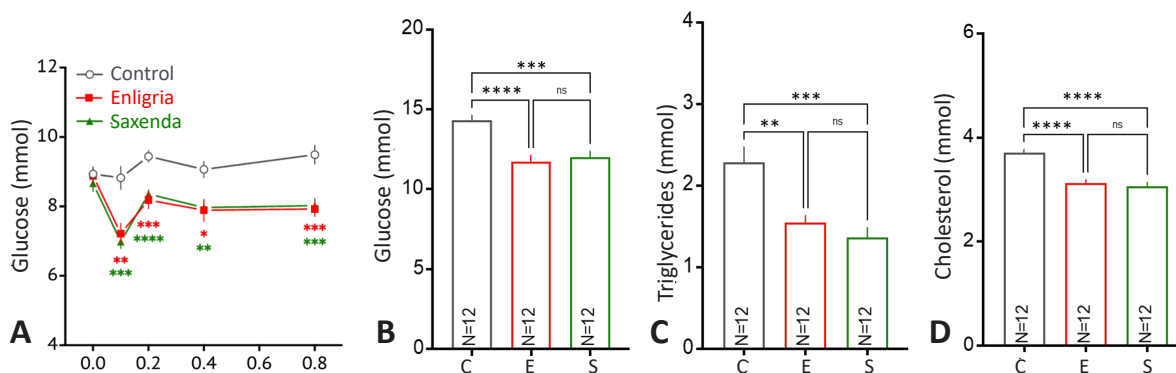 Glucose (mmol)
12
10
8
6
4
Control
Enligria
Saxenda
**
***
***
****
*
**
***
***
0.0
0.2
0.4
0.6
0.8
A
Glucose (mmol)
20
15
10
5
0
***
****
ns
N=12
N=12
N=12
C
E
S
B
Triglycerides (mmol)
4
3
2
1
0
***
**
ns
N=12
N=12
N=12
C
E
S
C
Cholesterol (mmol)
6
4
2
0
****
****
ns
N=12
N=12
N=12
C
E
S
D